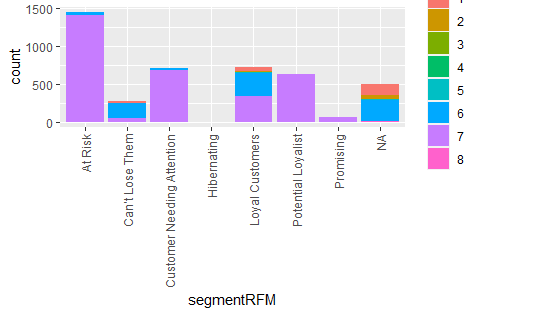 1500
1000
500
0
count
At Risk
Can't Lose Them
Customer Needing Attention
Hibernating
Loyal Customers
Potential Loyalist
Promising
NA
segmentRFM
2
3
4
5
6
7
8